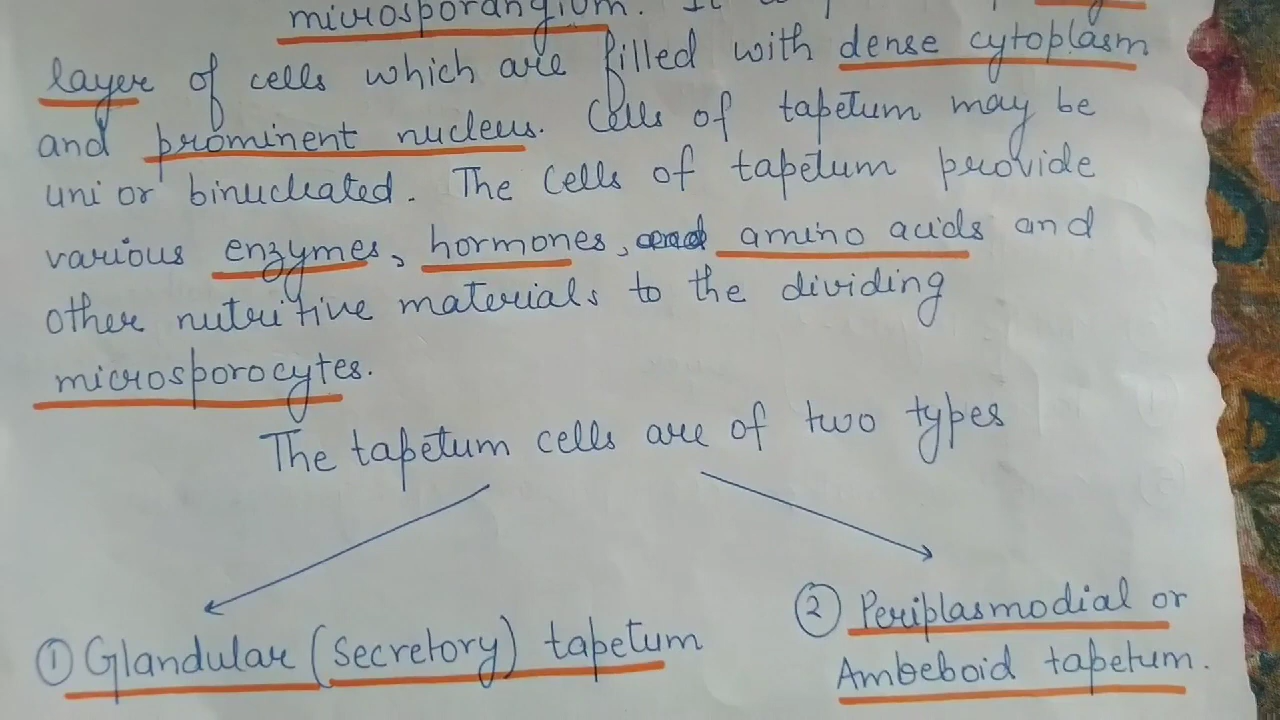 microsporangium. It
layer of cells which are filled with dense cytoplasm
and prominent nucleus. Cells of tapetum may be
uni or binucleated. The cells of tapetum provide
various enzymes, hormones, amino acids and
other nutritive materials to the dividing
microsporocytes.
The tapetum cells are of two types
① Glandular (secretory) tapetum
② Periplasmodial or
Amoeboid tapetum.